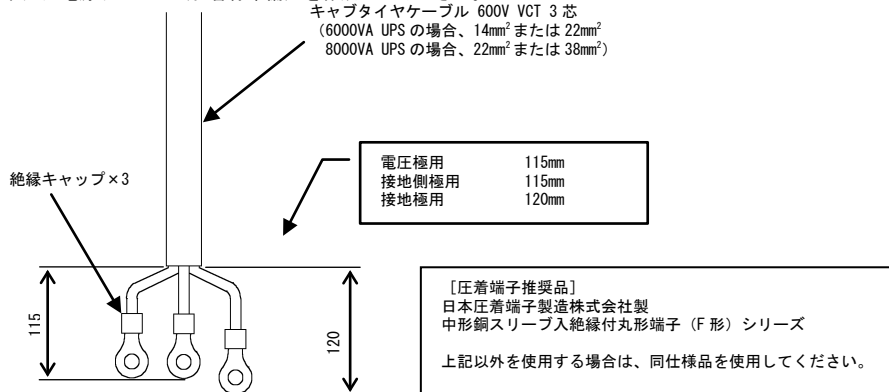 キャブタイヤケーブル 600V VCT 3 芯
(6000VA UPS の場合、14mm²または 22mm²
8000VA UPS の場合、22mm²または 38mm²)
絶縁キャップ×3
電圧極用 115mm
接地側極用 115mm
接地極用 120mm
115
120
[圧着端子推奨品]
日本圧着端子製造株式会社製
中形銅スリーブ入絶縁付丸形端子（F 形）シリーズ
上記以外を使用する場合は、同仕様品を使用してください。